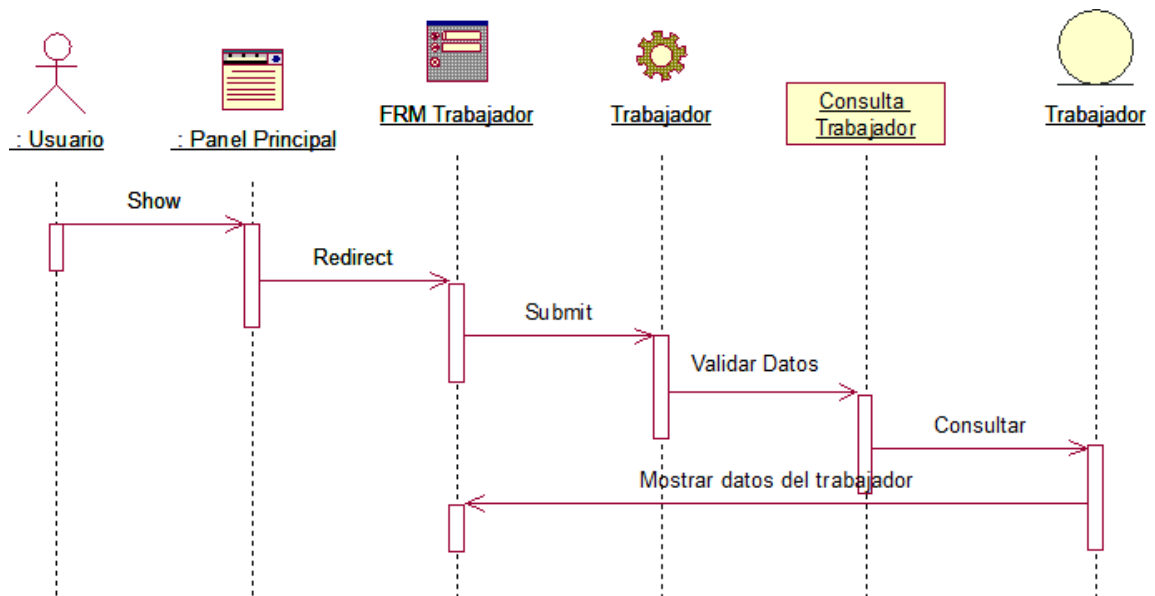 _: Usuario
_: Panel Principal
FRM Trabajador
Trabajador
Consulta
Trabajador
Trabajador
Show
Redirect
Submit
Validar Datos
Consultar
Mostrar datos del trabajador